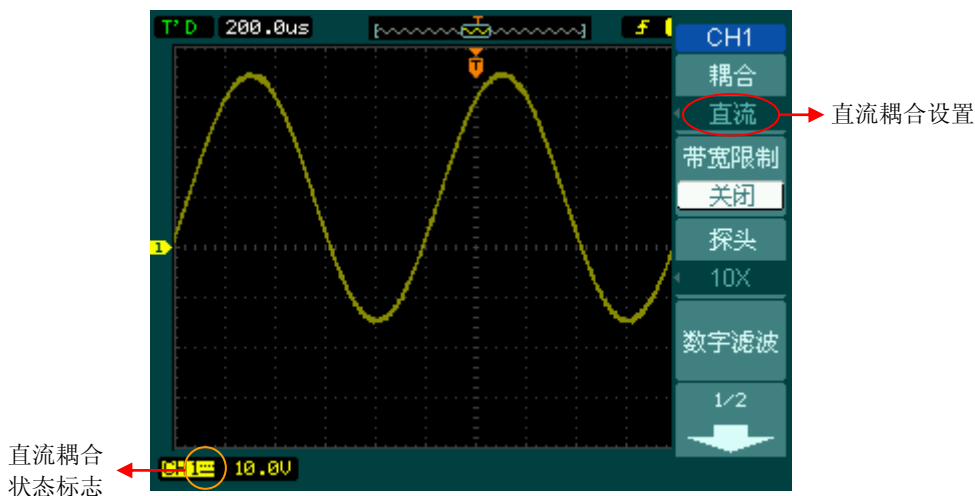 T’D 200.0us
T
CH1
耦合
直流
直流耦合设置
带宽限制
关闭
T
探头
1
10X
数字滤波
1/2
直流耦合
状态标志
CH1 10.0V